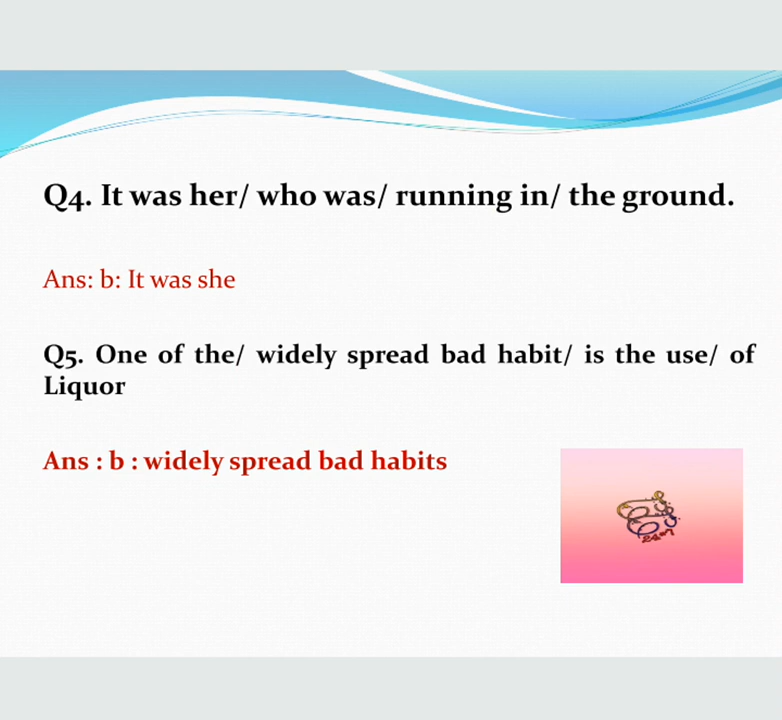 Q4. It was her/ who was/ running in/ the ground.
Ans: b: It was she
Q5. One of the/ widely spread bad habit/ is the use/ of
Liquor
Ans : b : widely spread bad habits